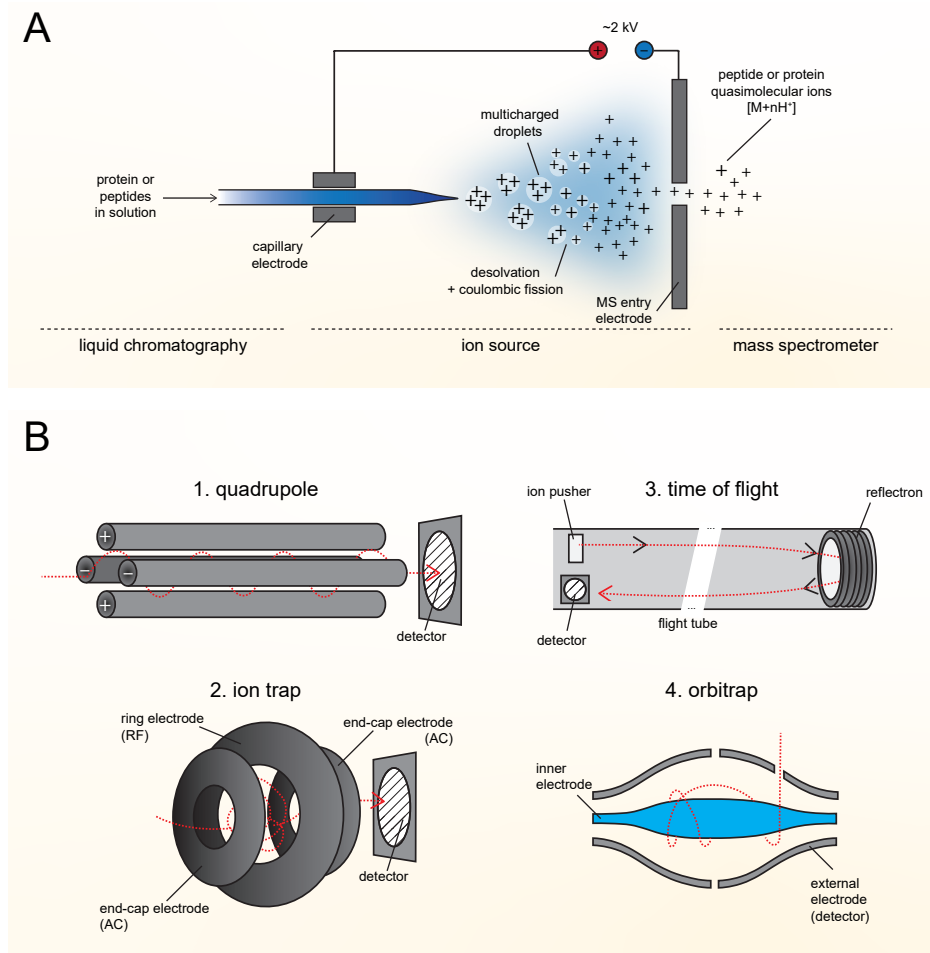 A
~2 kV
+
−
peptide or protein
quasimolecular ions
[M+nH⁺]
multicharged
droplets
protein or
peptides
in solution
capillary
electrode
desolvation
+ coulombic fission
MS entry
electrode
liquid chromatography
ion source
mass spectrometer
B
1. quadrupole
+
−
−
+
detector
3. time of flight
ion pusher
reflectron
...
...
detector
flight tube
2. ion trap
ring electrode
(RF)
end-cap electrode
(AC)
detector
end-cap electrode
(AC)
4. orbitrap
inner
electrode
external
electrode
(detector)